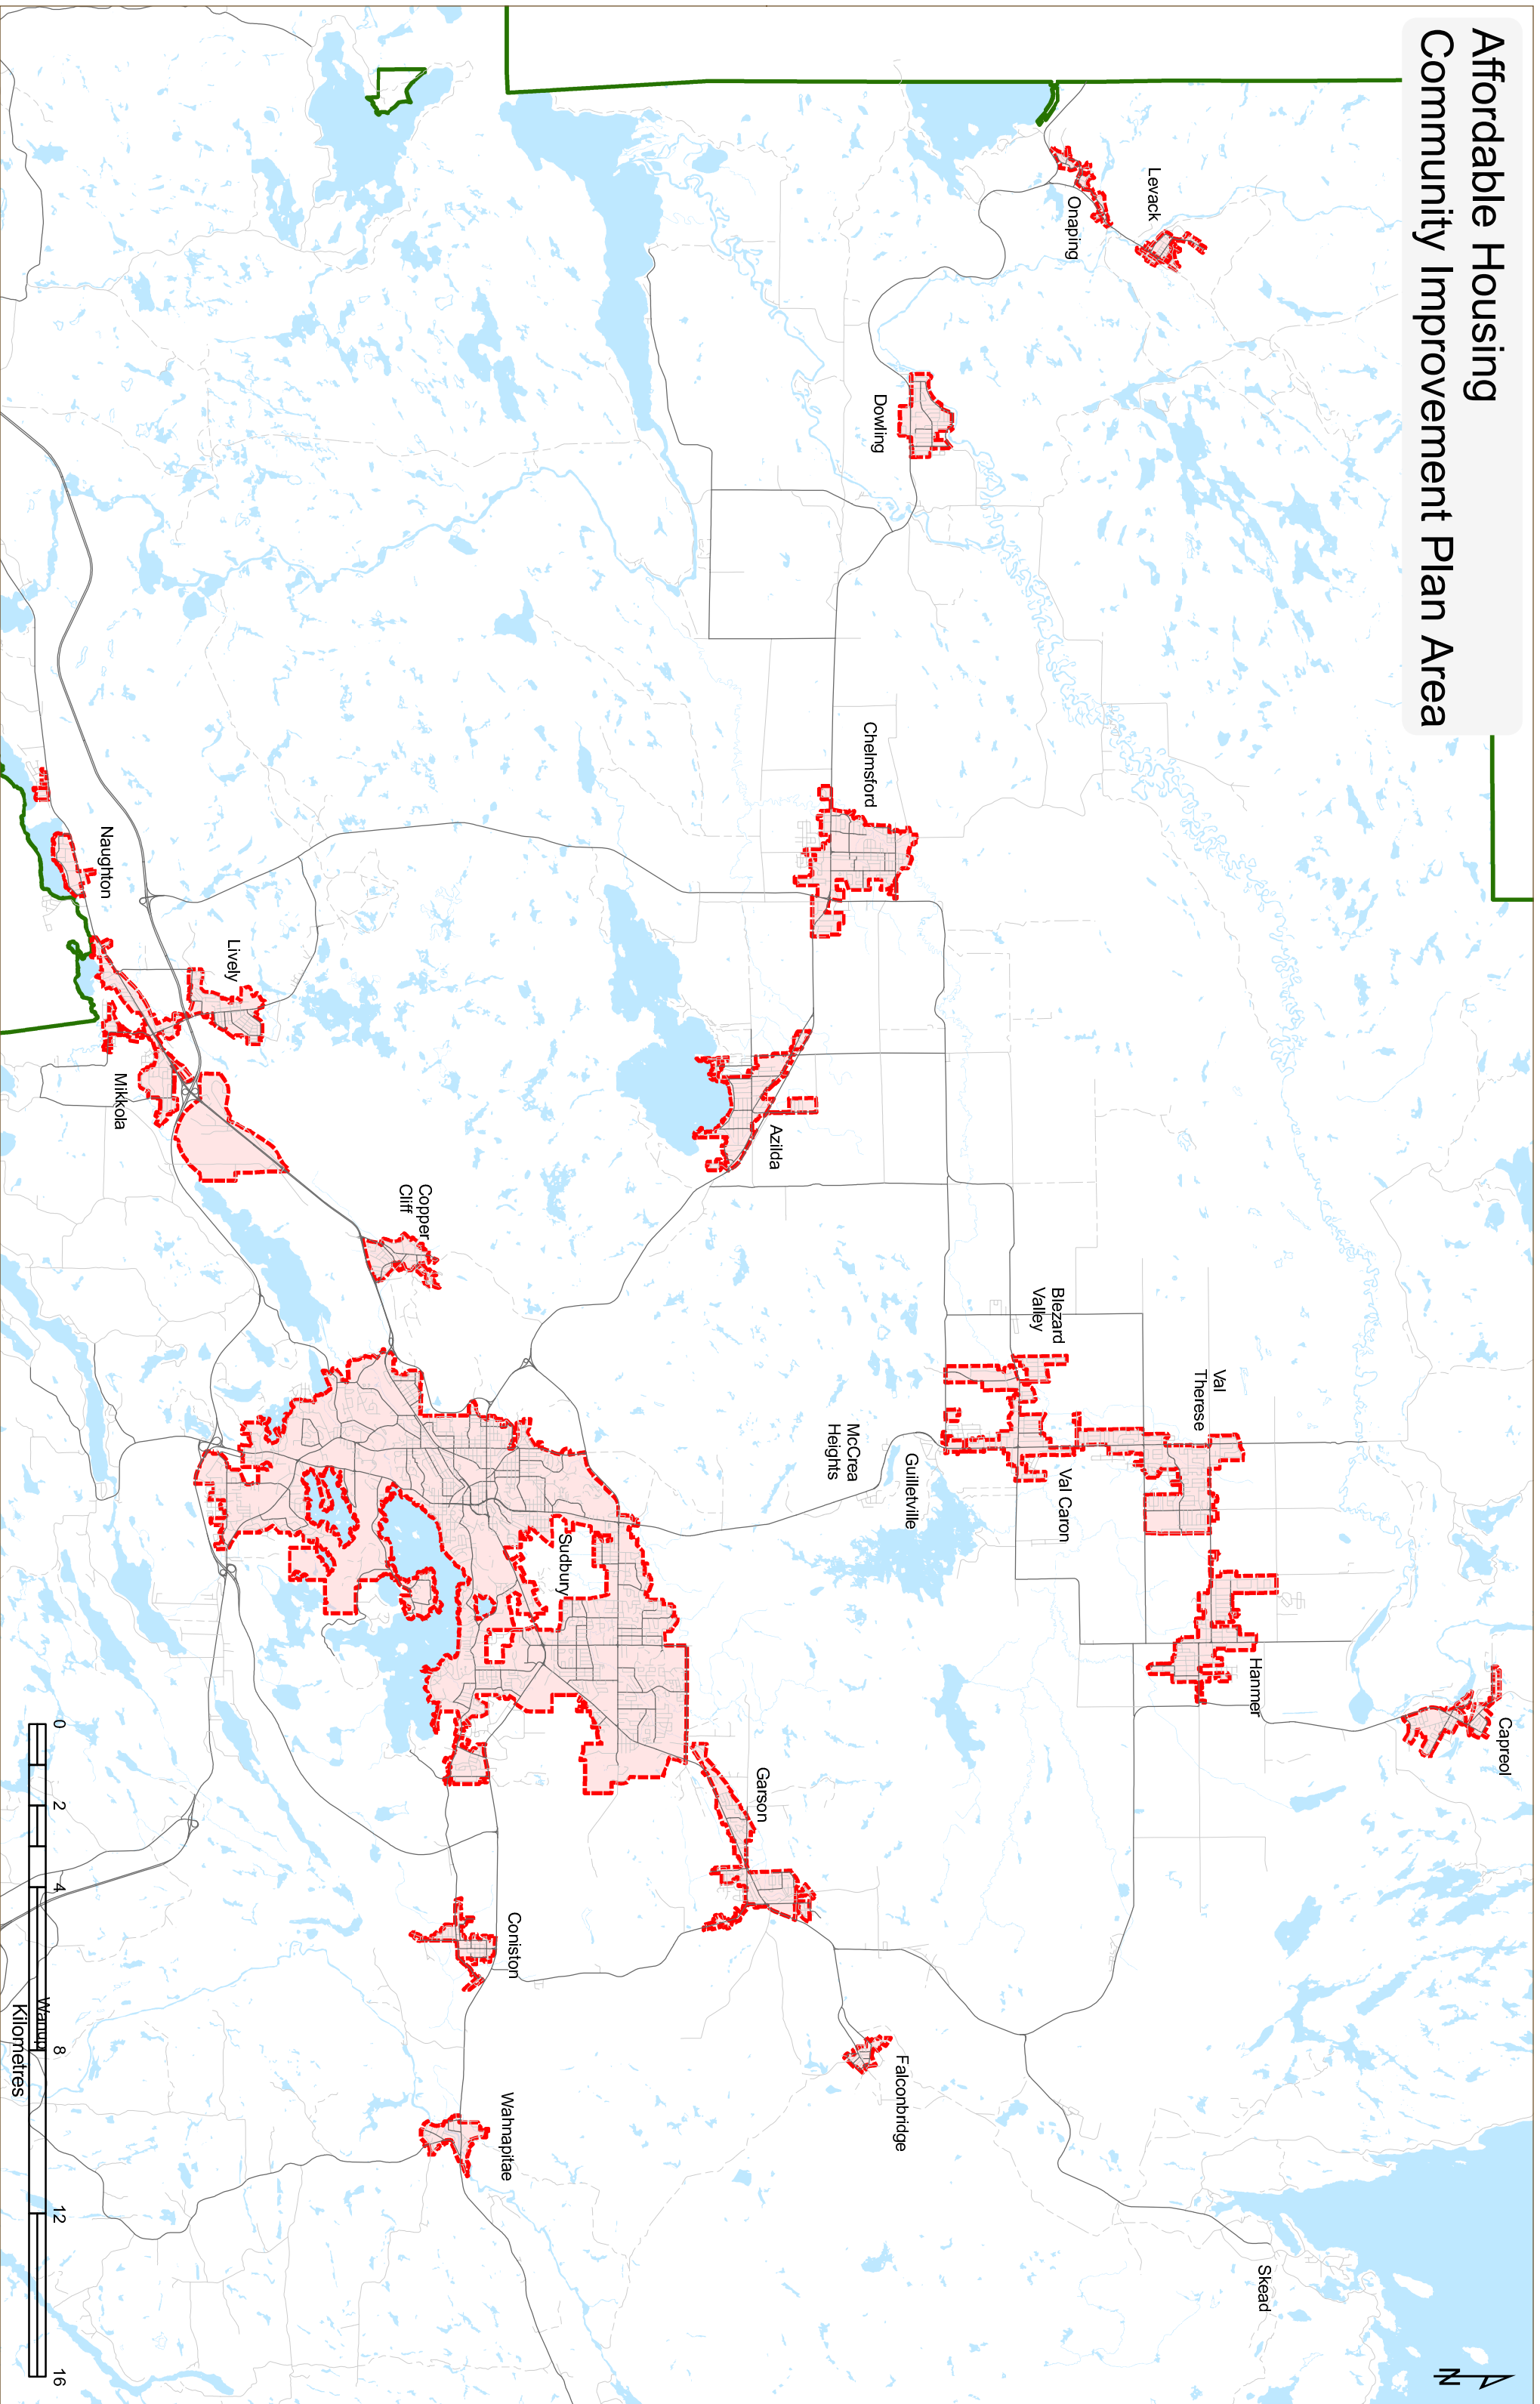 Affordable Housing
Community Improvement Plan Area
Levack
Onaping
Dowling
Chelmsford
Azilda
Naughton
Lively
Mikkola
Copper
Cliff
Blezard
Valley
Val
Therese
Val Caron
McCrea
Heights
Guilletville
Hanmer
Capreol
Sudbury
Garson
Coniston
Falconbridge
Wahnapitae
Skead
Wanup
N
0 2 4 8 12 16
Kilometres